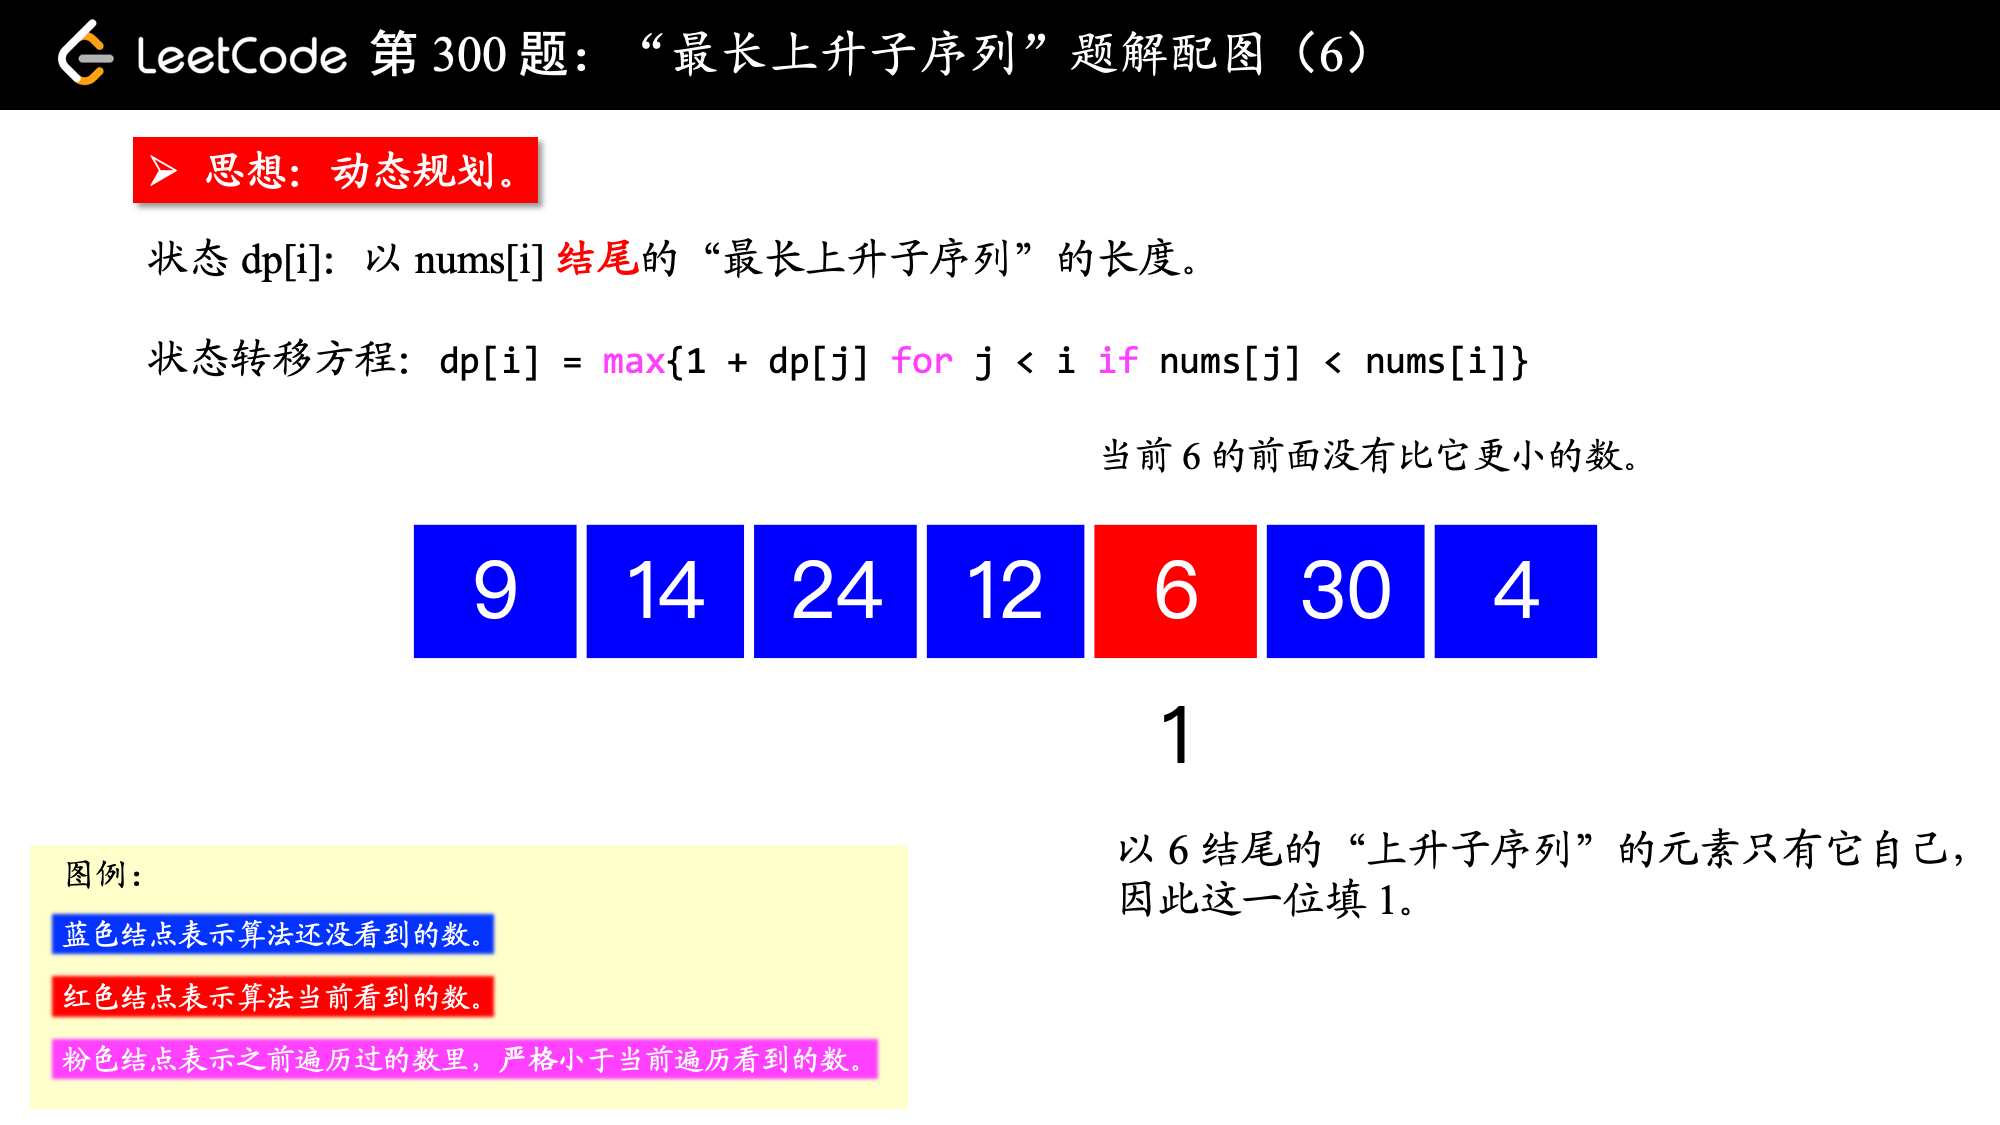 LeetCode 第 300 题：“最长上升子序列”题解配图（6）
➢ 思想：动态规划。
状态 dp[i]：以 nums[i] 结尾的“最长上升子序列”的长度。
状态转移方程：dp[i] = max{1 + dp[j] for j < i if nums[j] < nums[i]}
当前 6 的前面没有比它更小的数。
9 14 24 12 6 30 4
1
以 6 结尾的“上升子序列”的元素只有它自己，
因此这一位填 1。
图例：
蓝色结点表示算法还没看到的数。
红色结点表示算法当前看到的数。
粉色结点表示之前遍历过的数里，严格小于当前遍历看到的数。